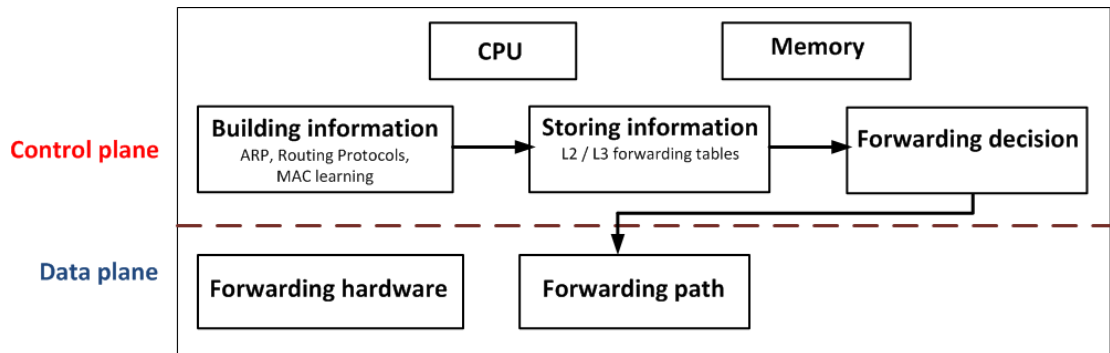 CPU
Memory
Control plane
Building information
ARP, Routing Protocols,
MAC learning
Storing information
L2 / L3 forwarding tables
Forwarding decision
Data plane
Forwarding hardware
Forwarding path